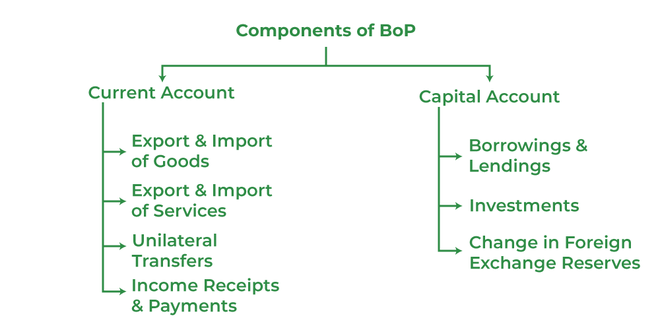 Components of BoP
Current Account
Export & Import
of Goods
Export & Import
of Services
Unilateral
Transfers
Income Receipts
& Payments
Capital Account
Borrowings &
Lendings
Investments
Change in Foreign
Exchange Reserves